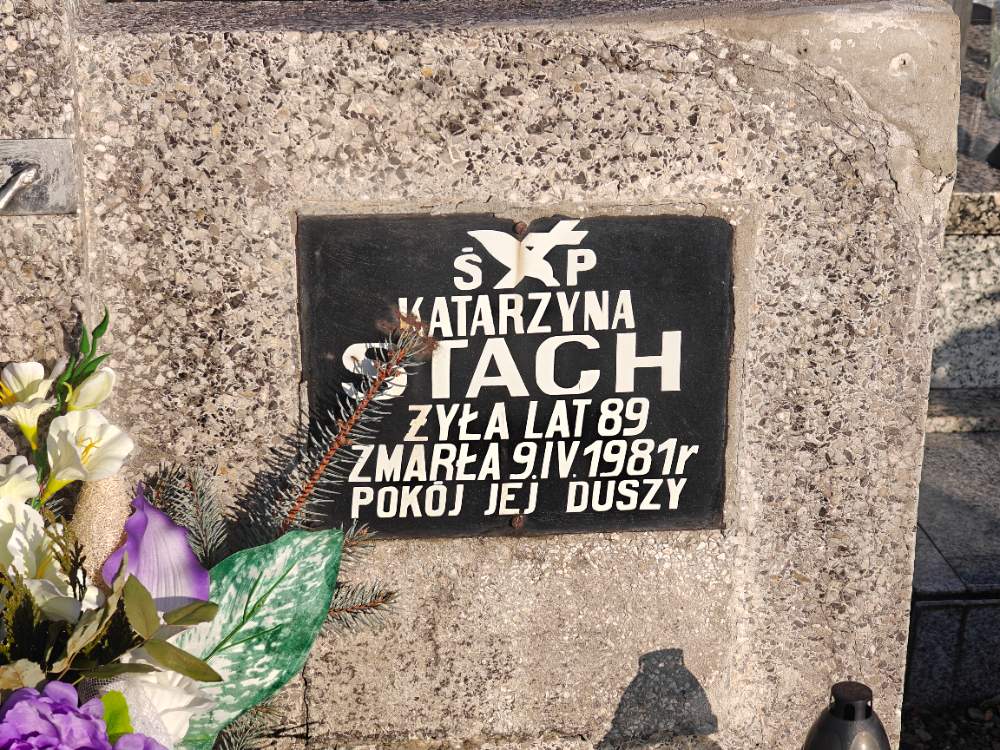 Ś P
KATARZYNA
STACH
ŻYŁA LAT 89
ZMARŁA 9.IV.1981r
POKÓJ JEJ DUSZY